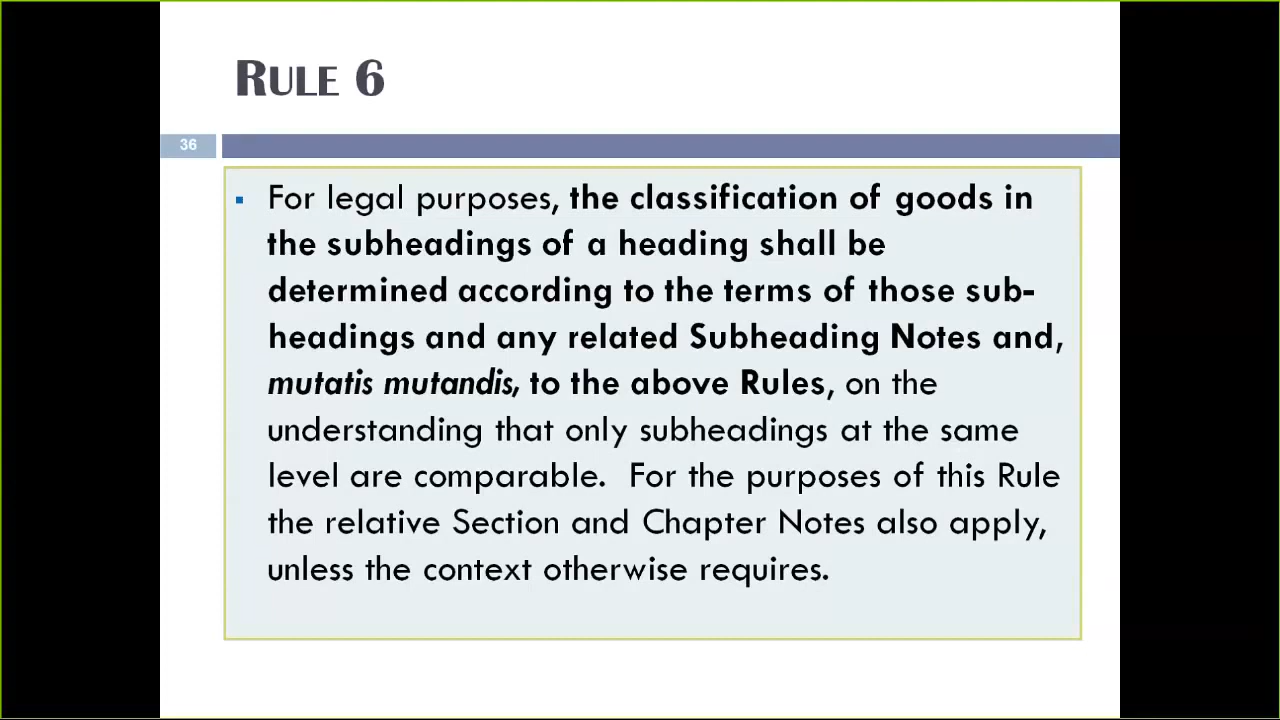 RULE 6
36
▪ For legal purposes, the classification of goods in
the subheadings of a heading shall be
determined according to the terms of those sub-
headings and any related Subheading Notes and,
mutatis mutandis, to the above Rules, on the
understanding that only subheadings at the same
level are comparable.  For the purposes of this Rule
the relative Section and Chapter Notes also apply,
unless the context otherwise requires.